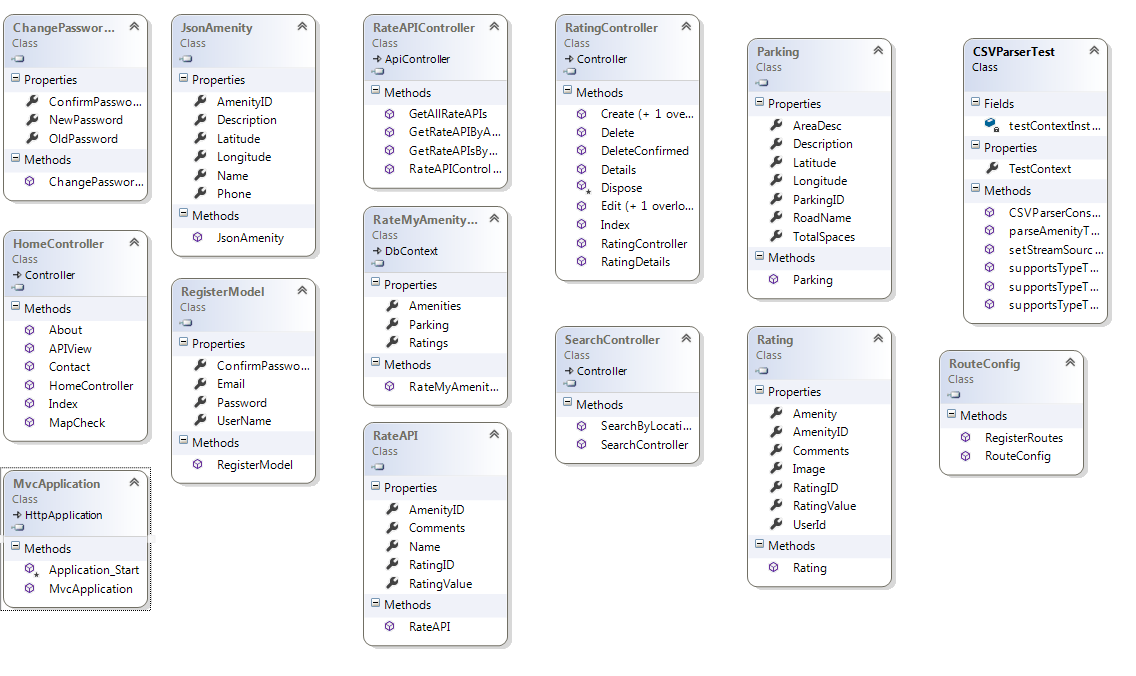 ChangePasswor...
Class
Properties
ConfirmPasswo...
NewPassword
OldPassword
Methods
ChangePasswor...
HomeController
Class
Controller
Methods
About
APIView
Contact
HomeController
Index
MapCheck
MvcApplication
Class
HttpApplication
Methods
Application_Start
MvcApplication
JsonAmenity
Class
Properties
AmenityID
Description
Latitude
Longitude
Name
Phone
Methods
JsonAmenity
RegisterModel
Class
Properties
ConfirmPasswo...
Email
Password
UserName
Methods
RegisterModel
RateAPIController
Class
ApiController
Methods
GetAllRateAPIs
GetRateAPIByA...
GetRateAPIsBy...
RateAPIControl...
RateMyAmenity...
Class
DbContext
Properties
Amenities
Parking
Ratings
Methods
RateMyAmenit...
RateAPI
Class
Properties
AmenityID
Comments
Name
RatingID
RatingValue
Methods
RateAPI
RatingController
Class
Controller
Methods
Create (+ 1 ove...
Delete
DeleteConfirmed
Details
Dispose
Edit (+ 1 overlo...
Index
RatingController
RatingDetails
SearchController
Class
Controller
Methods
SearchByLocati...
SearchController
Parking
Class
Properties
AreaDesc
Description
Latitude
Longitude
ParkingID
RoadName
TotalSpaces
Methods
Parking
Rating
Class
Properties
Amenity
AmenityID
Comments
Image
RatingID
RatingValue
UserId
Methods
Rating
CSVParserTest
Class
Fields
testContextInst...
Properties
TestContext
Methods
CSVParserCons...
parseAmenityT...
setStreamSourc...
supportsTypeT...
supportsTypeT...
supportsTypeT...
RouteConfig
Class
Methods
RegisterRoutes
RouteConfig